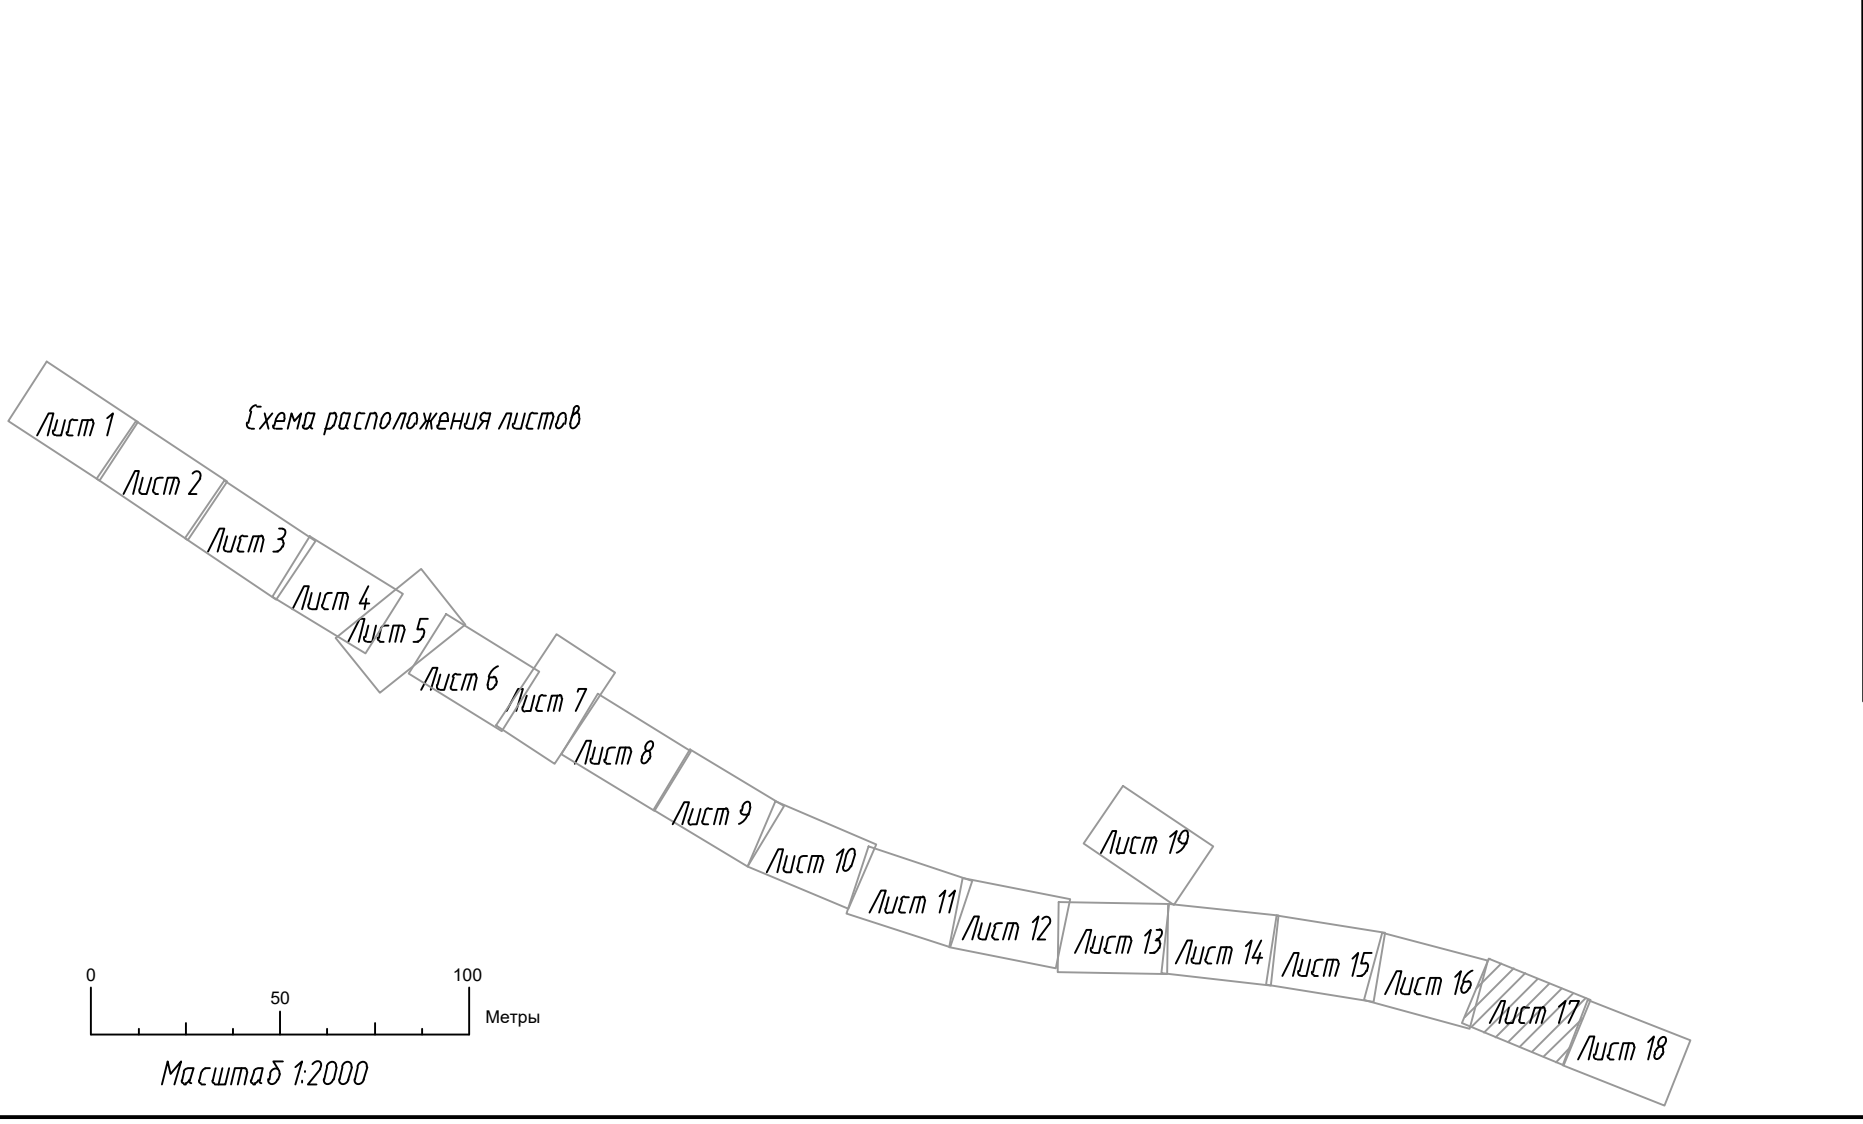 Схема расположения листов
Лист 1
Лист 2
Лист 3
Лист 4
Лист 5
Лист 6
Лист 7
Лист 8
Лист 9
Лист 10
Лист 11
Лист 12
Лист 13
Лист 19
Лист 14
Лист 15
Лист 16
Лист 17
Лист 18
0
50
100
Метры
Масштаб 1:2000